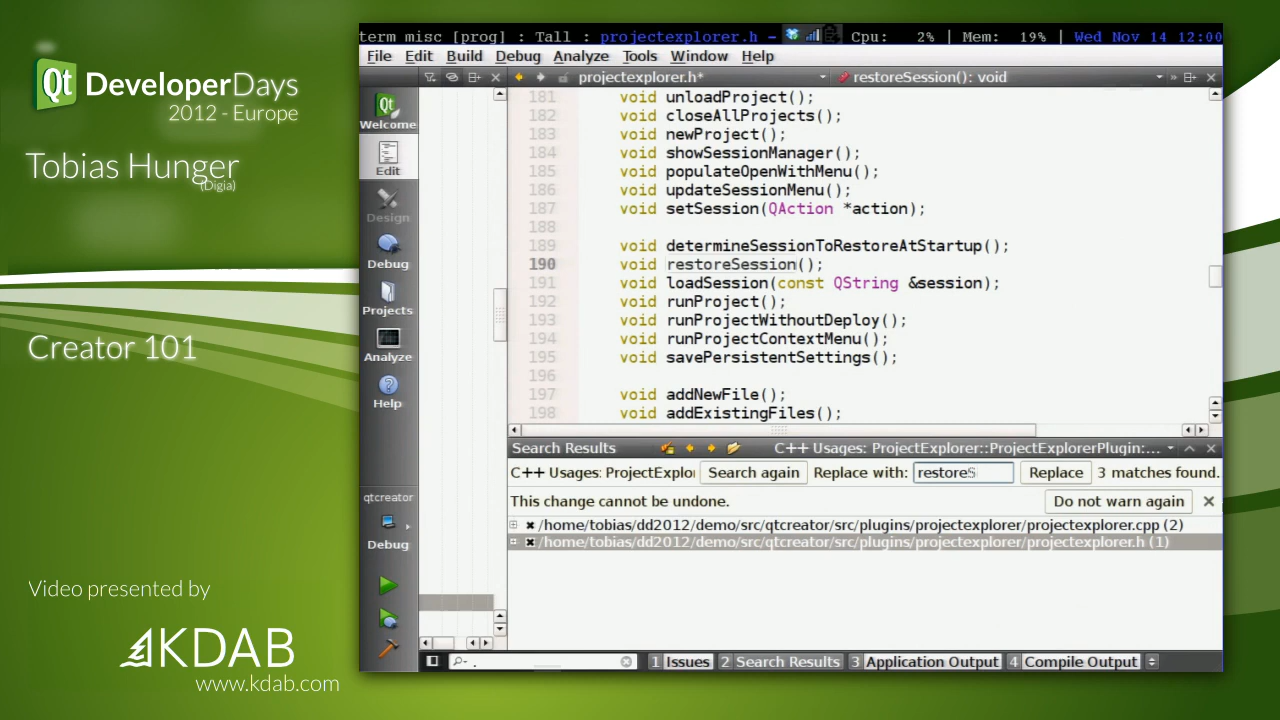 Qt DeveloperDays
2012 - Europe
Tobias Hunger
(Digia)
Creator 101
Video presented by
KDAB
www.kdab.com
term misc [prog] : Tall : projectexplorer.h - Cpu: 2% | Mem: 19% | Wed Nov 14 12:00
File Edit Build Debug Analyze Tools Window Help
projectexplorer.h* restoreSession(): void
Qt
Welcome
Edit
Design
Debug
Projects
Analyze
Help
qtcreator
Debug
181 void unloadProject();
182 void closeAllProjects();
183 void newProject();
184 void showSessionManager();
185 void populateOpenWithMenu();
186 void updateSessionMenu();
187 void setSession(QAction *action);
188
189 void determineSessionToRestoreAtStartup();
190 void restoreSession();
191 void loadSession(const QString &session);
192 void runProject();
193 void runProjectWithoutDeploy();
194 void runProjectContextMenu();
195 void savePersistentSettings();
196
197 void addNewFile();
198 void addExistingFiles();
Search Results C++ Usages: ProjectExplorer::ProjectExplorerPlugin:...
C++ Usages: ProjectExplo Search again Replace with: restoreS Replace 3 matches found.
This change cannot be undone. Do not warn again
/home/tobias/dd2012/demo/src/qtcreator/src/plugins/projectexplorer/projectexplorer.cpp (2)
/home/tobias/dd2012/demo/src/qtcreator/src/plugins/projectexplorer/projectexplorer.h (1)
. 1 Issues 2 Search Results 3 Application Output 4 Compile Output